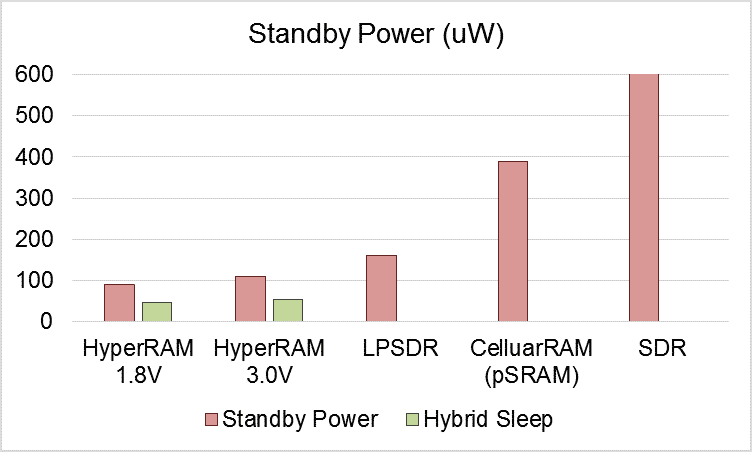 Standby Power (uW)
600
500
400
300
200
100
0
HyperRAM
1.8V
HyperRAM
3.0V
LPSDR
CelluarRAM
(pSRAM)
SDR
Standby Power
Hybrid Sleep